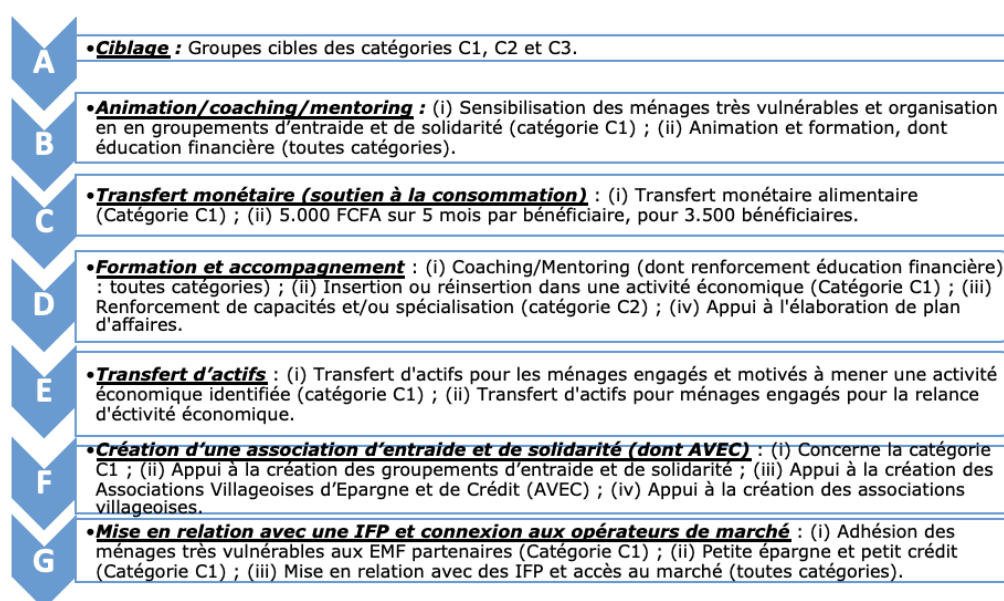 A
•Ciblage : Groupes cibles des catégories C1, C2 et C3.
B
•Animation/coaching/mentoring : (i) Sensibilisation des ménages très vulnérables et organisation
en en groupements d’entraide et de solidarité (catégorie C1) ; (ii) Animation et formation, dont
éducation financière (toutes catégories).
C
•Transfert monétaire (soutien à la consommation) : (i) Transfert monétaire alimentaire
(Catégorie C1) ; (ii) 5.000 FCFA sur 5 mois par bénéficiaire, pour 3.500 bénéficiaires.
D
•Formation et accompagnement : (i) Coaching/Mentoring (dont renforcement éducation financière)
: toutes catégories) ; (ii) Insertion ou réinsertion dans une activité économique (Catégorie C1) ; (iii)
Renforcement de capacités et/ou spécialisation (catégorie C2) ; (iv) Appui à l'élaboration de plan
d'affaires.
E
•Transfert d’actifs : (i) Transfert d'actifs pour les ménages engagés et motivés à mener une activité
économique identifiée (catégorie C1) ; (ii) Transfert d'actifs pour ménages engagés pour la relance
d'éctivité économique.
F
•Création d’une association d’entraide et de solidarité (dont AVEC) : (i) Concerne la catégorie
C1 ; (ii) Appui à la création des groupements d’entraide et de solidarité ; (iii) Appui à la création des
Associations Villageoises d’Epargne et de Crédit (AVEC) ; (iv) Appui à la création des associations
villageoises.
G
•Mise en relation avec une IFP et connexion aux opérateurs de marché : (i) Adhésion des
ménages très vulnérables aux EMF partenaires (Catégorie C1) ; (ii) Petite épargne et petit crédit
(Catégorie C1) ; (iii) Mise en relation avec des IFP et accès au marché (toutes catégories).